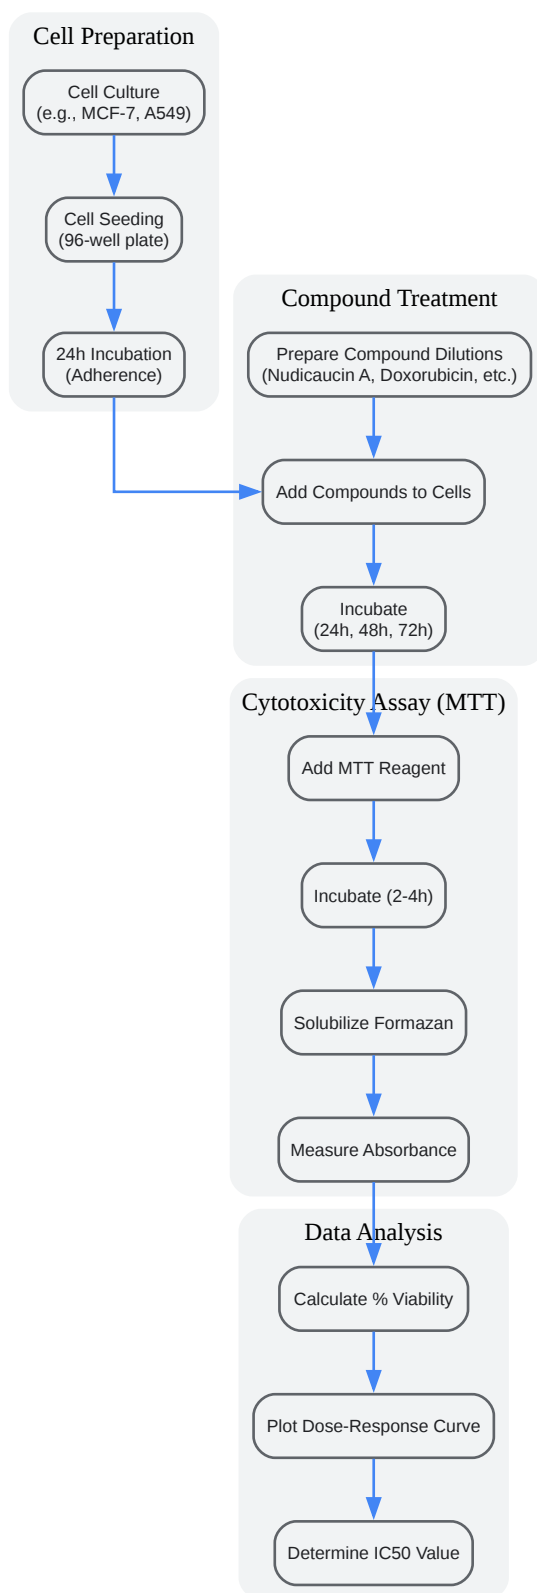 Cell Preparation
Cell Culture
(e.g., MCF-7, A549)
Cell Seeding
(96-well plate)
24h Incubation
(Adherence)
Compound Treatment
Prepare Compound Dilutions
(Nudicaucin A, Doxorubicin, etc.)
Add Compounds to Cells
Incubate
(24h, 48h, 72h)
Cytotoxicity Assay (MTT)
Add MTT Reagent
Incubate (2-4h)
Solubilize Formazan
Measure Absorbance
Data Analysis
Calculate % Viability
Plot Dose-Response Curve
Determine IC50 Value